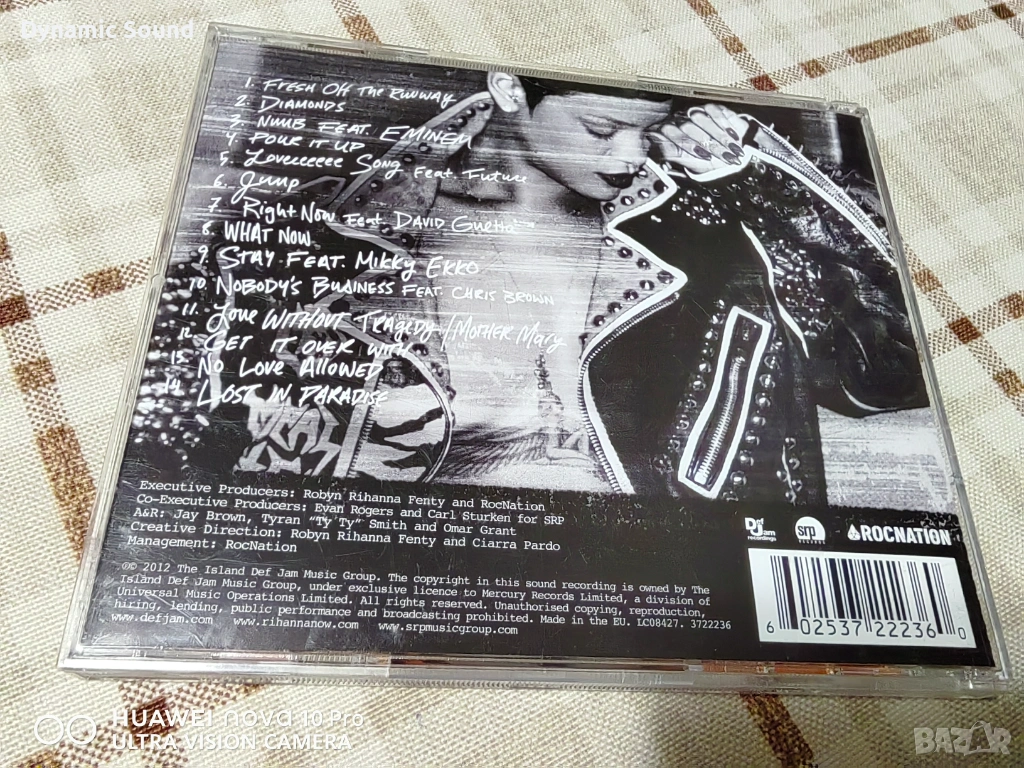 Dynamic Sound
1. FRESH OFF THE RUNWAY
2. DIAMONDS
3. NUMB FEAT. EMINEM
4. POUR IT UP
5. Loveeeeeee Song Feat. Future
6. Jump
7. Right Now Feat. DAVID Guetta
8. WHAT NOW
9. STAY FEAT. MIKKY EKKO
10. NOBODY'S BUSINESS FEAT. CHRIS BROWN
11. Love WITHOUT TRAGEDY / MOTHER MARY
12. GET IT OVER WITH
13. No Love ALLOWED
14. LOST IN PARADISE
Executive Producers: Robyn Rihanna Fenty and RocNation
Co-Executive Producers: Evan Rogers and Carl Sturken for SRP
A&R: Jay Brown, Tyran "Ty Ty" Smith and Omar Grant
Creative Direction: Robyn Rihanna Fenty and Ciarra Pardo
Management: RocNation
Def Jam recordings
srp RECORDS
ROCNATION
℗© 2012 The Island Def Jam Music Group. The copyright in this sound recording is owned by The
Island Def Jam Music Group, under exclusive licence to Mercury Records Limited, a division of
Universal Music Operations Limited. All rights reserved. Unauthorised copying, reproduction,
hiring, lending, public performance and broadcasting prohibited. Made in the EU. LC08427. 3722236
www.defjam.com www.rihannanow.com www.srpmusicgroup.com
6 02537 22236 0
HUAWEI nova 10 Pro
ULTRA VISION CAMERA
BAZAR